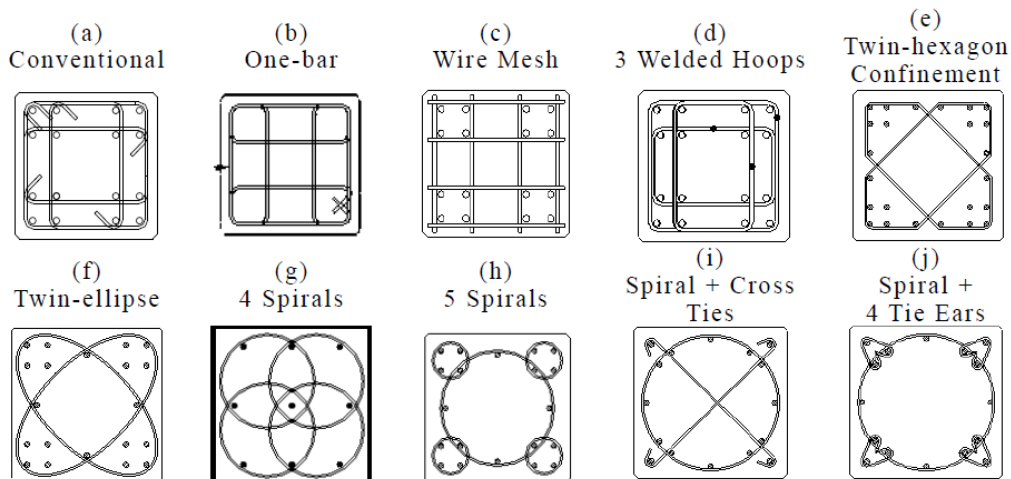 (a)
Conventional
(b)
One-bar
(c)
Wire Mesh
(d)
3 Welded Hoops
(e)
Twin-hexagon
Confinement
(f)
Twin-ellipse
(g)
4 Spirals
(h)
5 Spirals
(i)
Spiral + Cross
Ties
(j)
Spiral +
4 Tie Ears